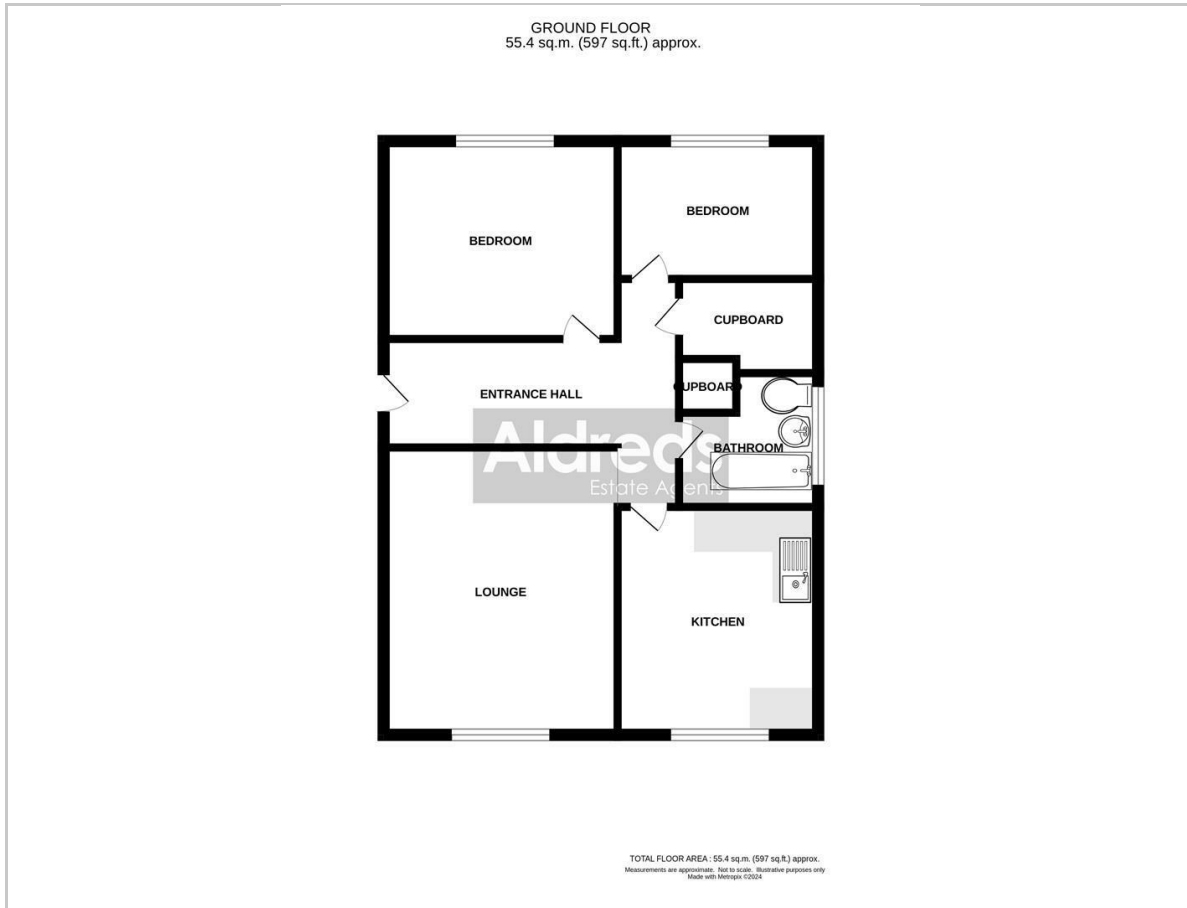 GROUND FLOOR
55.4 sq.m. (597 sq.ft.) approx.
BEDROOM
BEDROOM
CUPBOARD
CUPBOARD
ENTRANCE HALL
Aldreds
Estate Agents
BATHROOM
LOUNGE
KITCHEN
TOTAL FLOOR AREA : 55.4 sq.m. (597 sq.ft.) approx.
Measurements are approximate. Not to scale. Illustrative purposes only
Made with Metropix ©2024